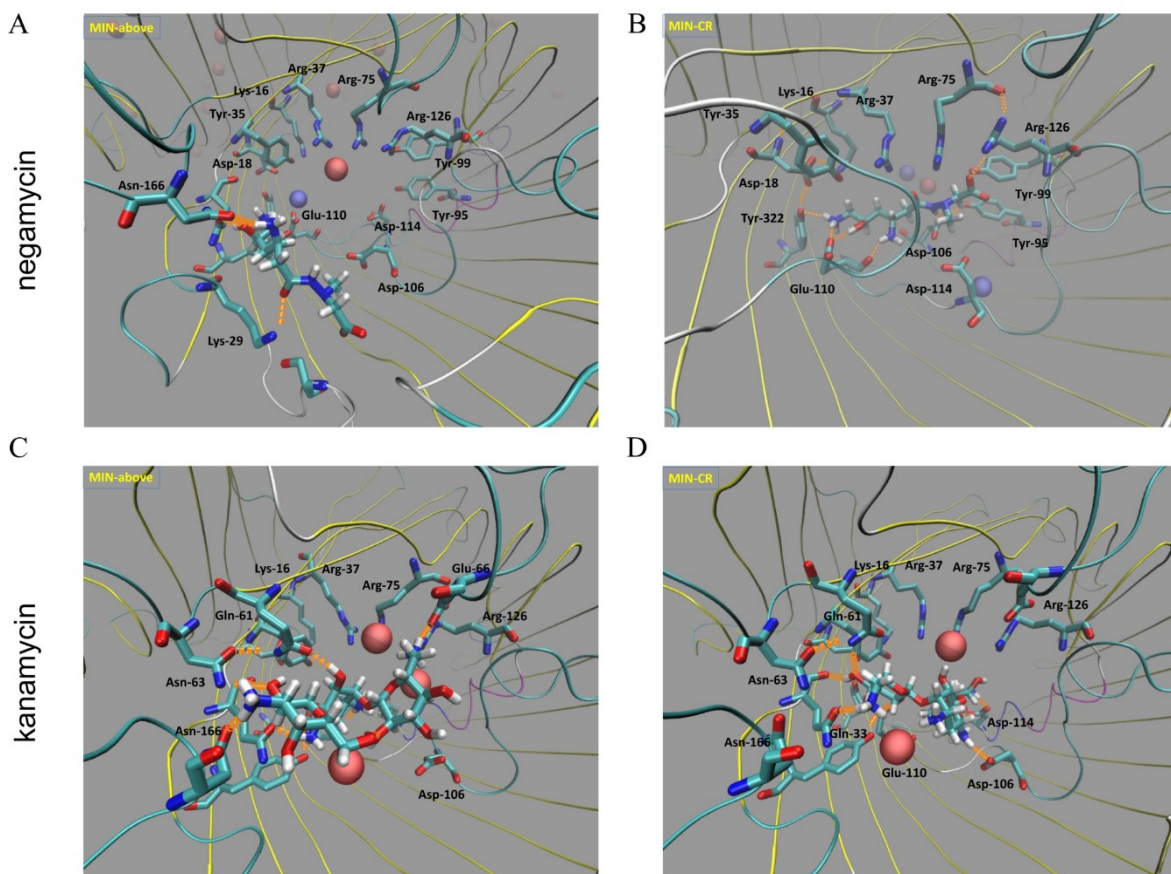 A
MIN-above
Arg-37
Arg-75
Lys-16
Tyr-35
Arg-126
Asp-18
Tyr-99
Asn-166
Glu-110
Tyr-95
Asp-114
Asp-106
Lys-29
negamycin
B
MIN-CR
Arg-75
Lys-16
Arg-37
Tyr-35
Arg-126
Asp-18
Tyr-99
Tyr-322
Asp-106
Tyr-95
Glu-110
Asp-114
C
MIN-above
Lys-16
Arg-37
Arg-75
Glu-66
Gln-61
Arg-126
Asn-63
Asn-166
Asp-106
kanamycin
D
MIN-CR
Lys-16
Arg-37
Arg-75
Gln-61
Arg-126
Asn-63
Asn-166
Gln-33
Asp-114
Glu-110
Asp-106